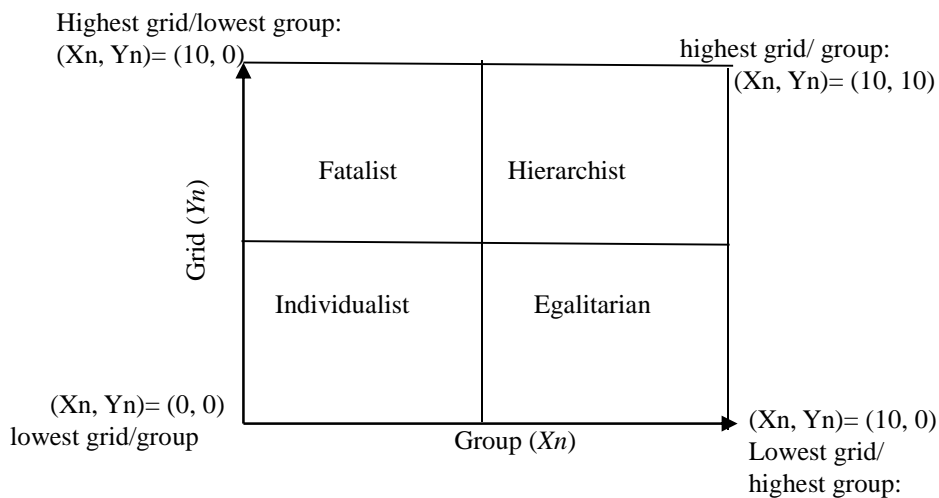 Highest grid/lowest group:
(Xn, Yn)= (10, 0)
highest grid/ group:
(Xn, Yn)= (10, 10)
Fatalist
Hierarchist
Grid (Yn)
Individualist
Egalitarian
(Xn, Yn)= (0, 0)
lowest grid/group
Group (Xn)
(Xn, Yn)= (10, 0)
Lowest grid/
highest group: